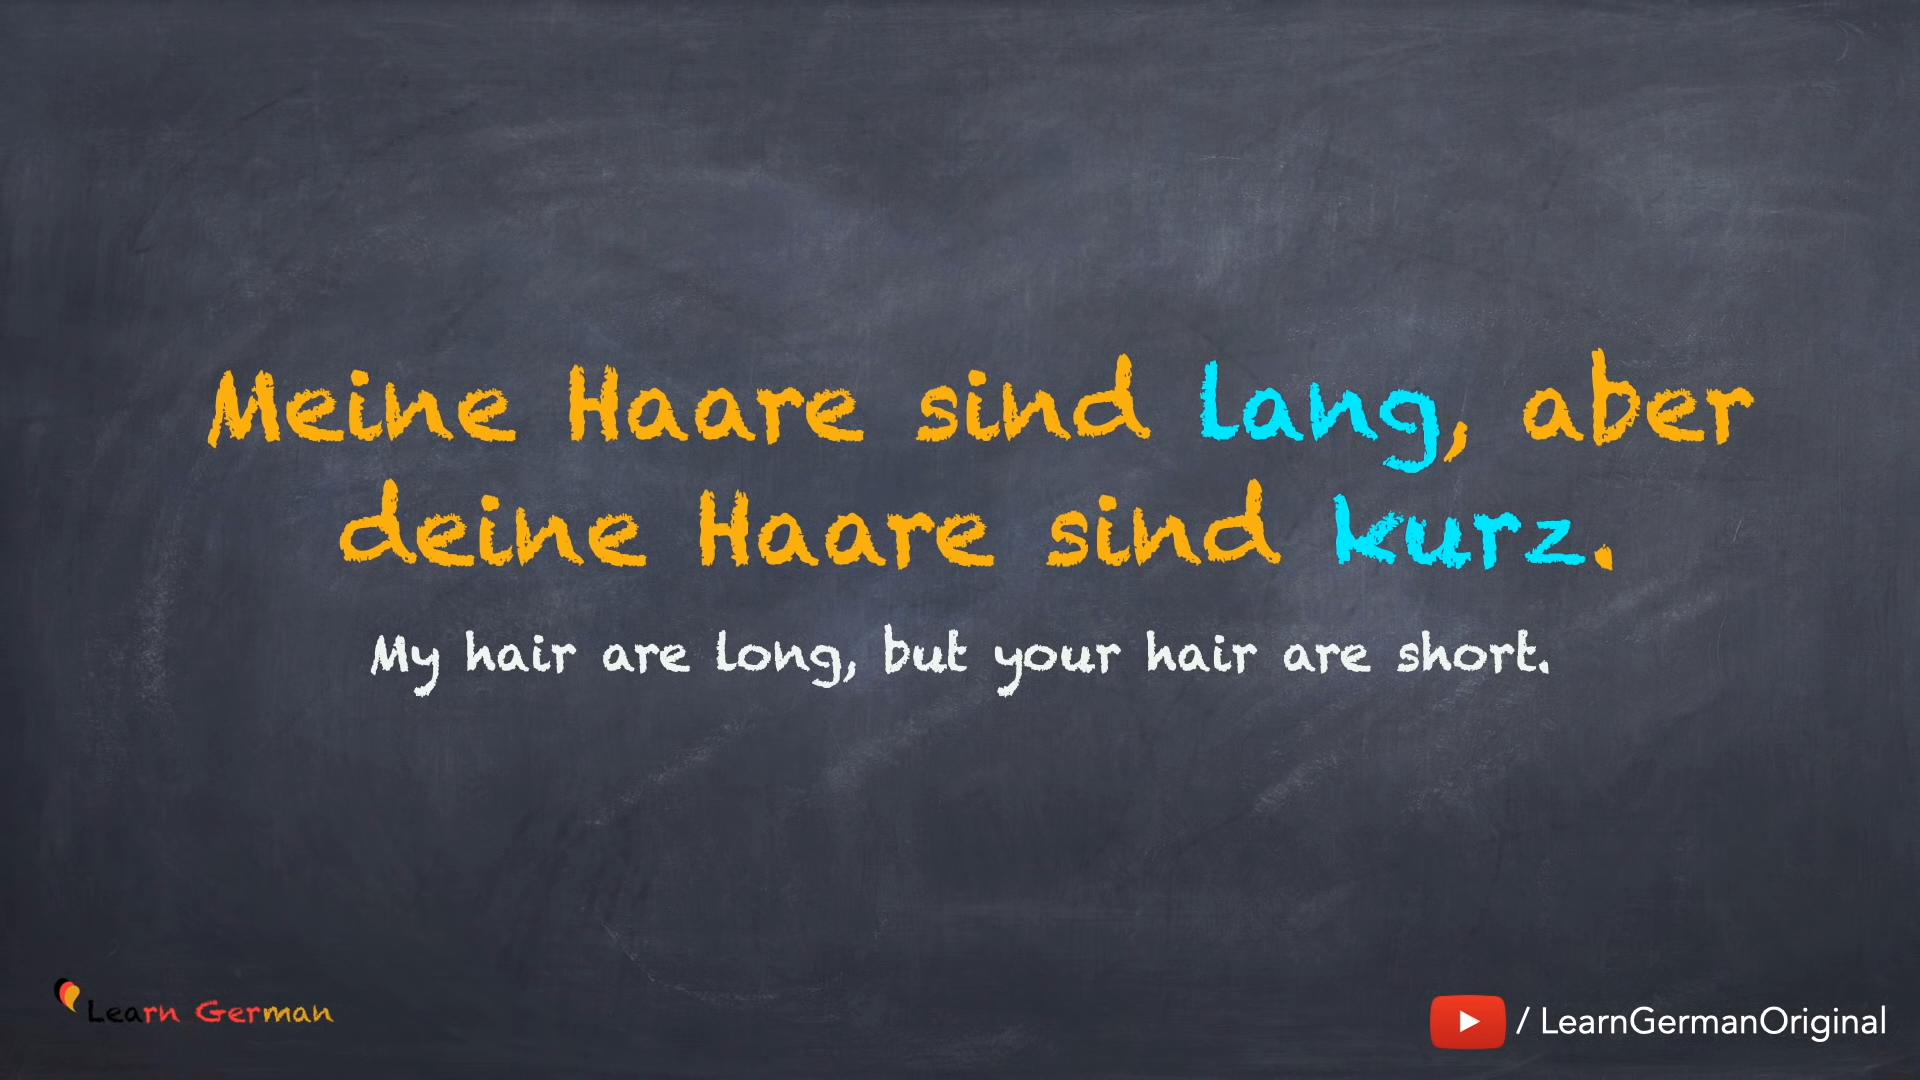 Meine Haare sind lang, aber
deine Haare sind kurz.
My hair are long, but your hair are short.
Learn German
/ LearnGermanOriginal